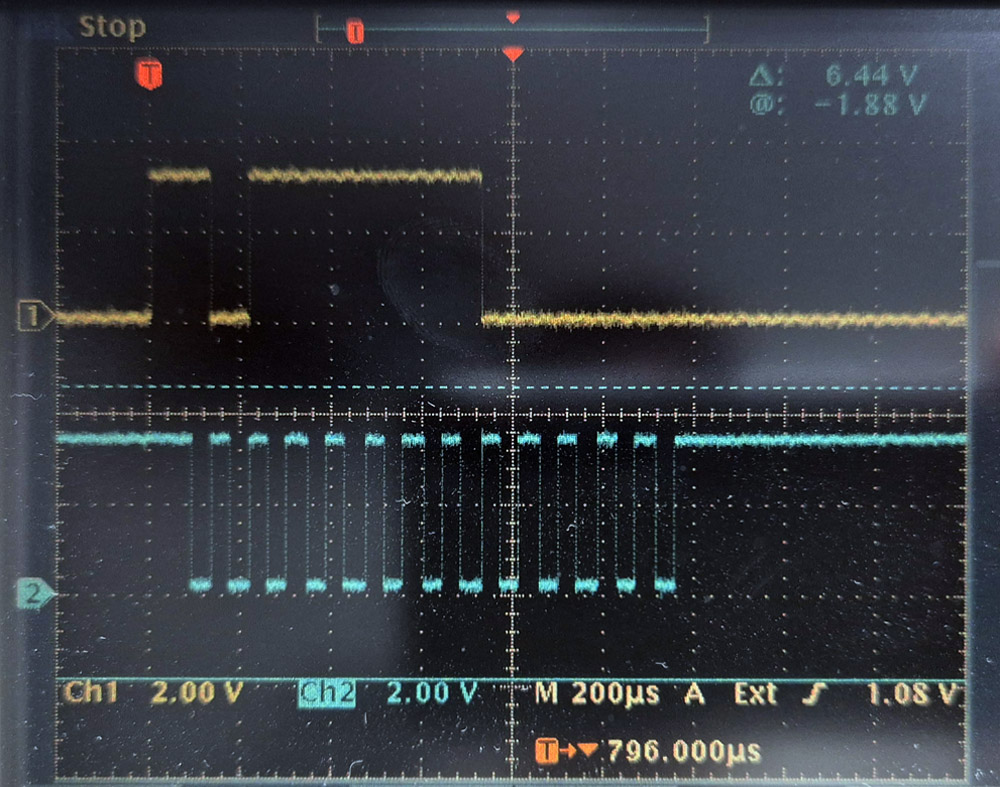 Stop
T
T
Δ: 6.44 V
@: -1.88 V
1
2
Ch1 2.00 V Ch2 2.00 V M 200µs A Ext ƒ 1.08 V
T→▼ 796.000µs